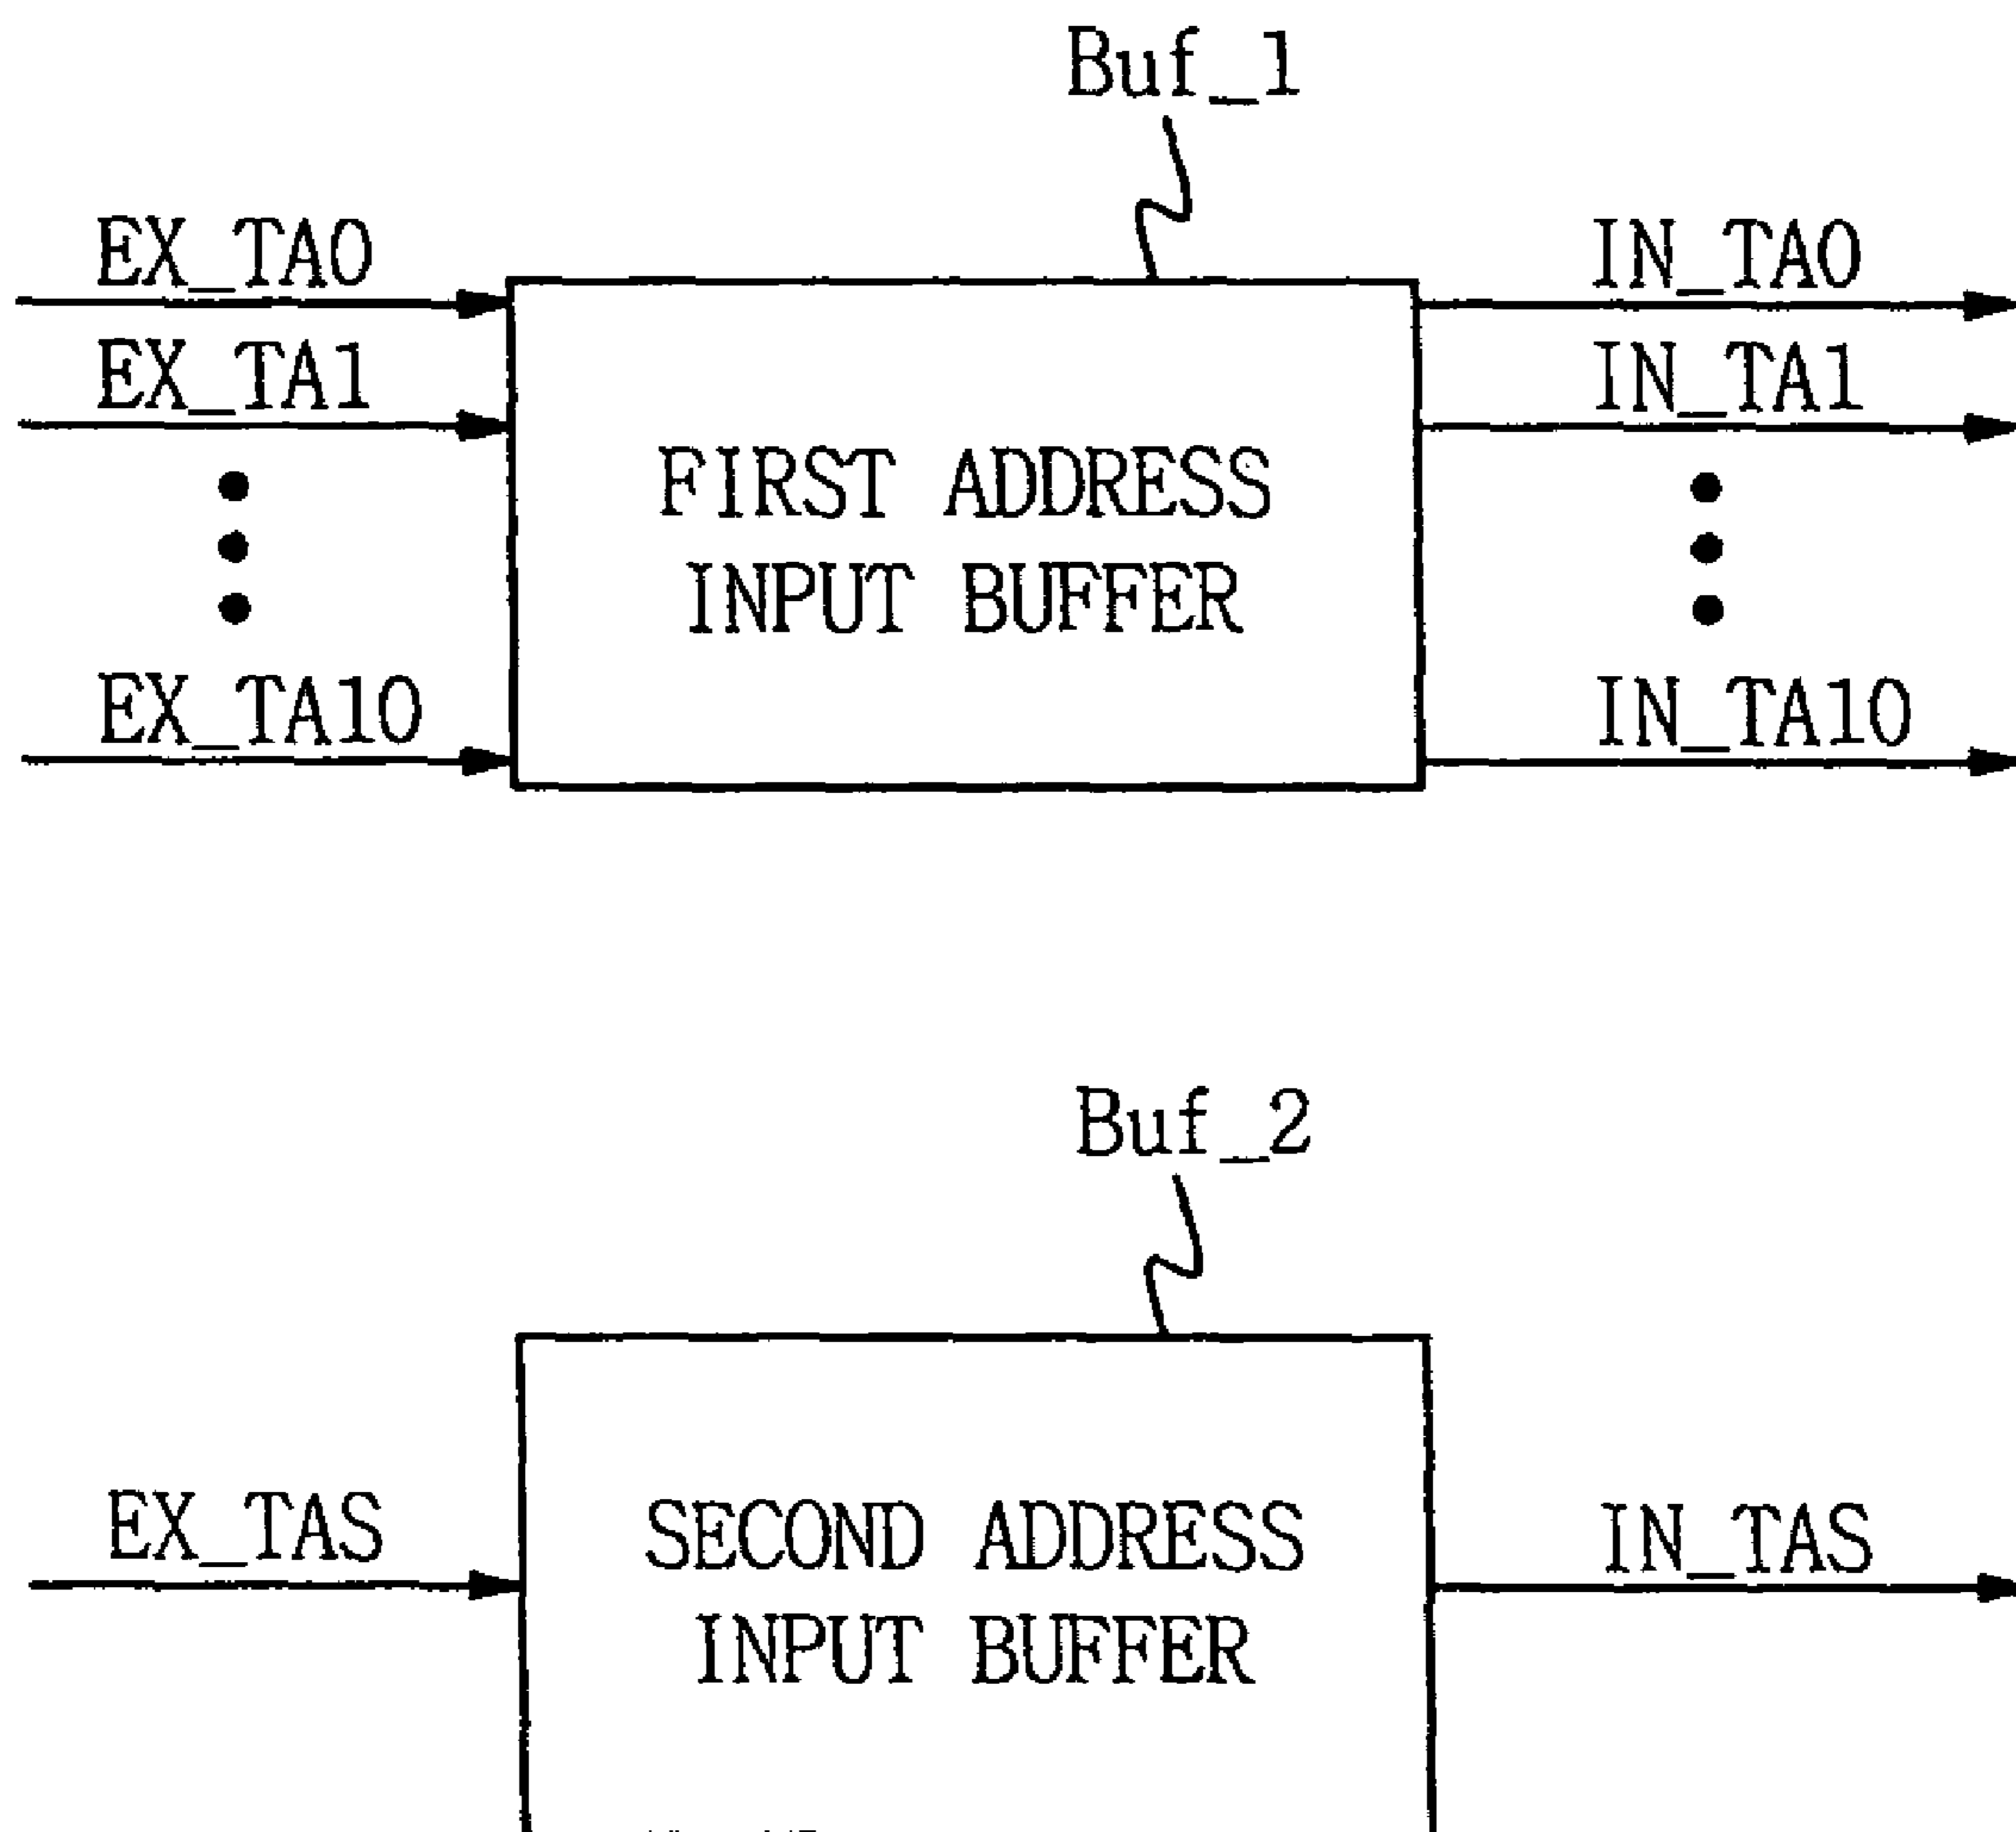 Buf_1
EX_TA0
IN_TA0
EX_TA1
IN_TA1
FIRST ADDRESS
INPUT BUFFER
EX_TA10
IN_TA10
Buf_2
EX_TAS
SECOND ADDRESS
IN_TAS
INPUT BUFFER